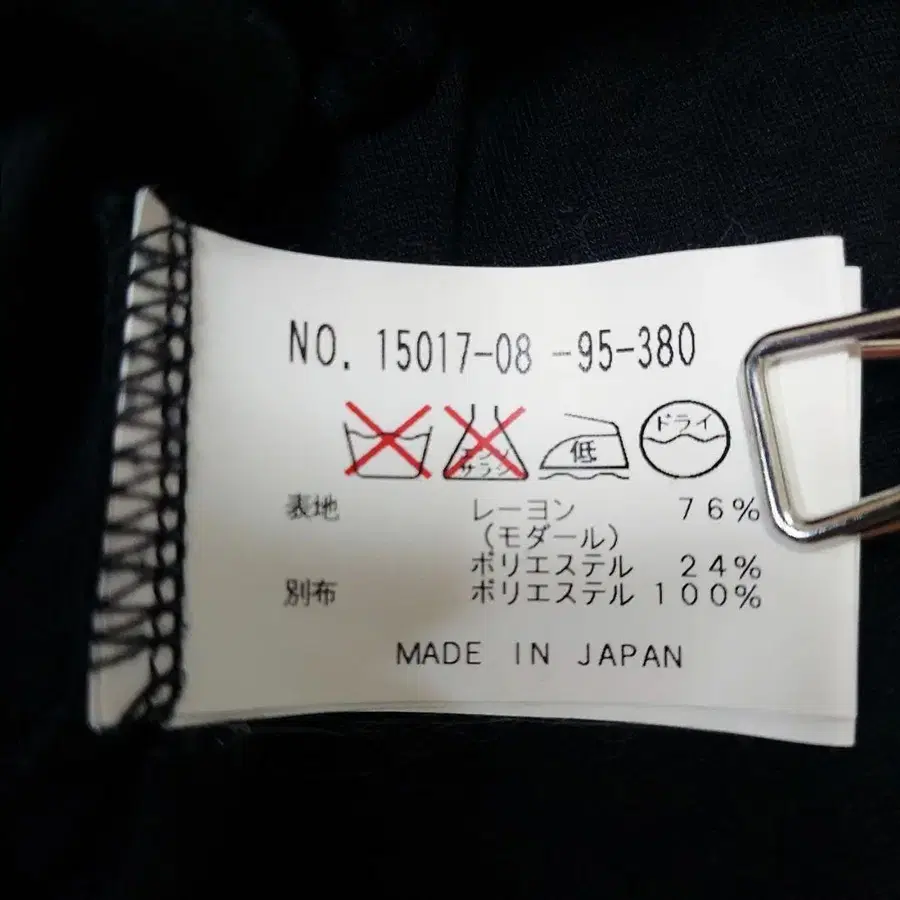 NO. 15017-08 -95-380
エンソ サラシ 低 ドライ
表地 レーヨン 76%
(モダール)
ポリエステル 24%
別布 ポリエステル 100%
MADE IN JAPAN